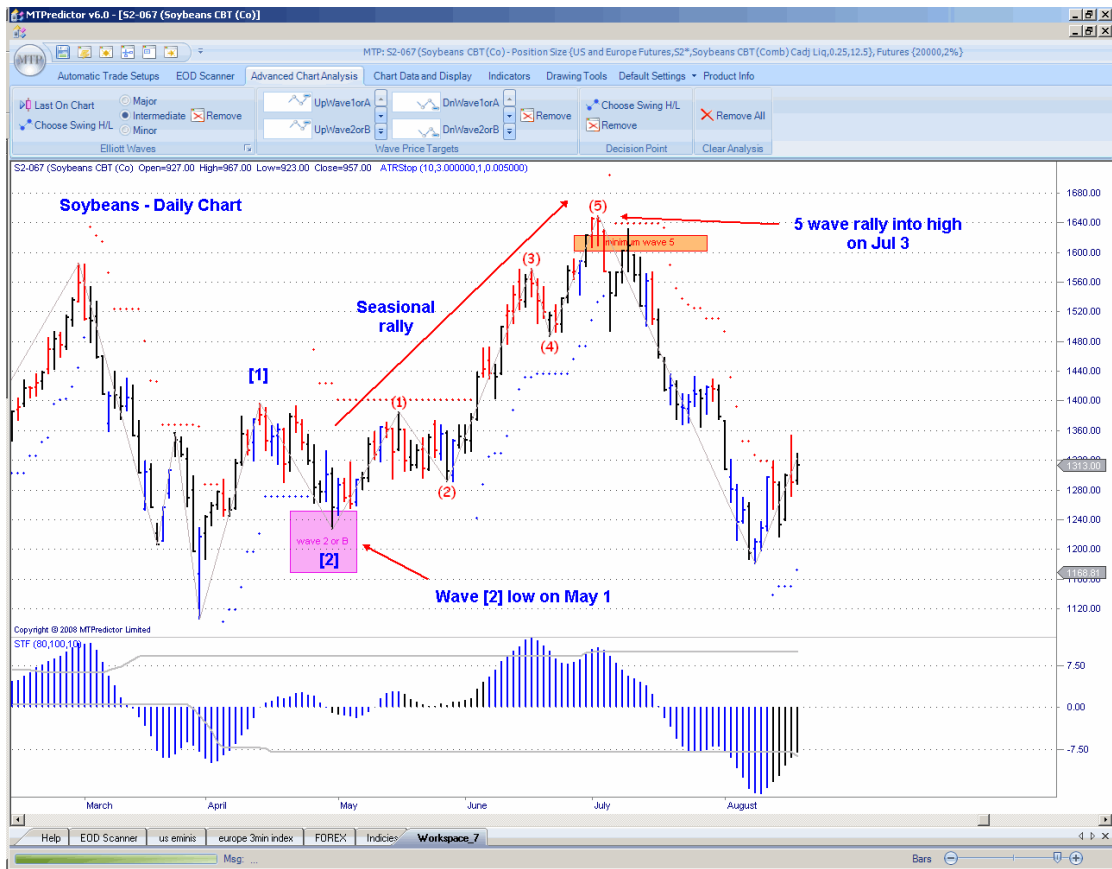 MTPredictor v6.0 - [S2-067 (Soybeans CBT (Co)]
MTP: S2-067 (Soybeans CBT(Co) - Position Size {US and Europe Futures,S2*,Soybeans CBT(Comb) Cadj Liq,0.25,12.5}, Futures {20000,2%}
MTP
Automatic Trade Setups EOD Scanner Advanced Chart Analysis Chart Data and Display Indicators Drawing Tools Default Settings Product Info
Last On Chart Major UpWave1orA DnWave1orA Choose Swing H/L
Choose Swing H/L Intermediate Remove Remove Remove Remove All
Minor UpWave2orB DnWave2orB
Elliott Waves Wave Price Targets Decision Point Clear Analysis
S2-067 (Soybeans CBT (Co) Open=927.00 High=967.00 Low=923.00 Close=957.00 ATRStop (10,3.000000,1,0.005000)
Soybeans - Daily Chart
5 wave rally into high
on Jul 3
(5)
minimum wave 5
(3)
Seasional
rally
(4)
[1]
(1)
(2)
wave 2 or B
[2]
Wave [2] low on May 1
1680.00
1640.00
1600.00
1560.00
1520.00
1480.00
1440.00
1400.00
1360.00
1313.00
1280.00
1240.00
1200.00
1168.81
1120.00
Copyright © 2008 MTPredictor Limited
STF (80,100,10)
7.50
0.00
-7.50
March April May June July August
Help EOD Scanner us eminis europe 3min index FOREX Indicies Workspace_7
Msg: ... Bars